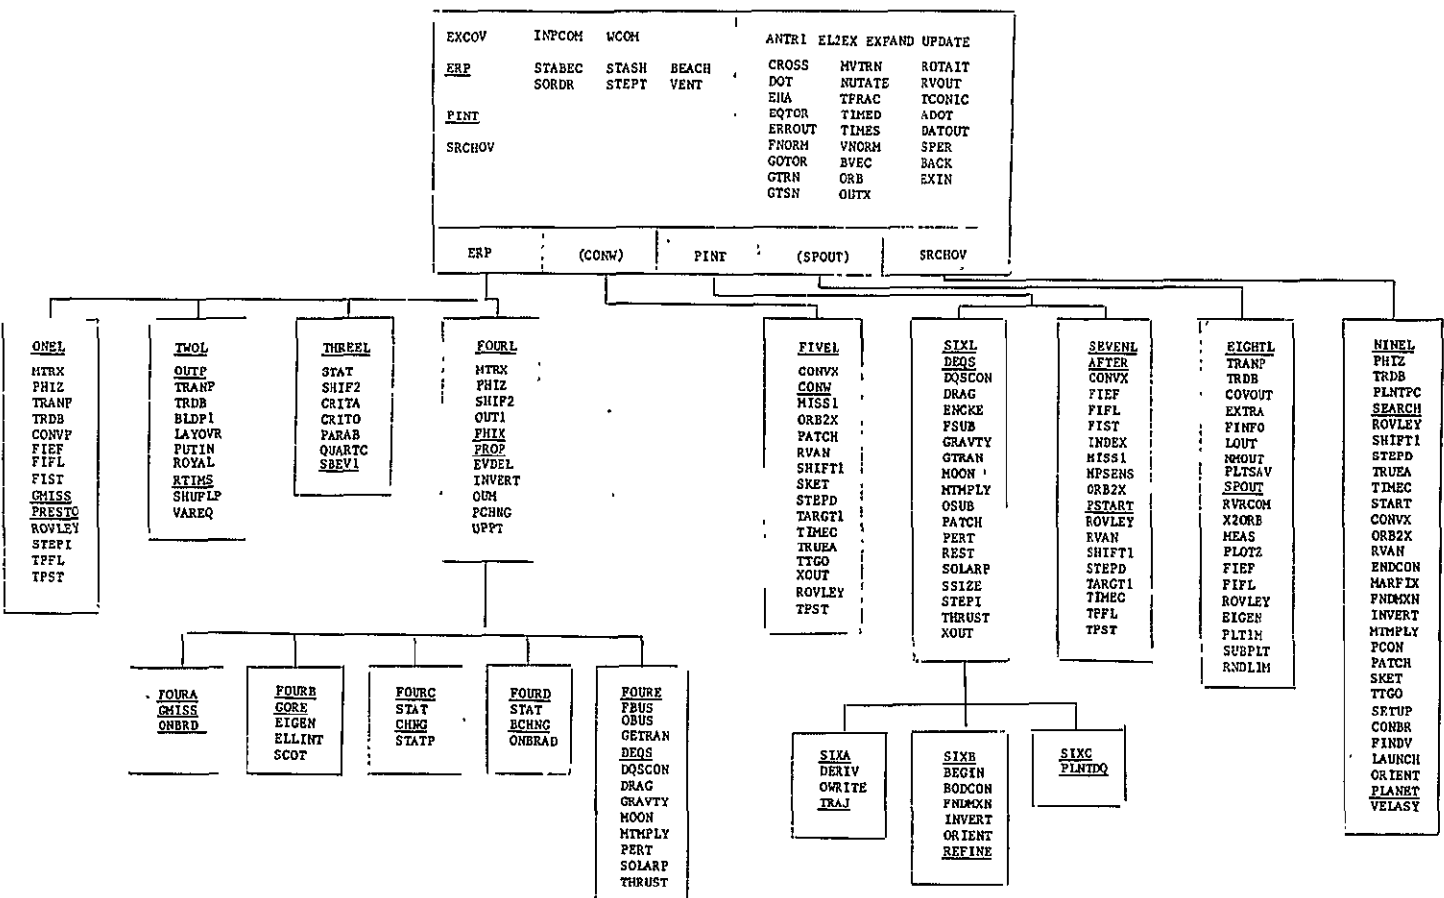 EXCOV INPCOM WCOM
ERP STABEC STASH BEACH
SORDR STEPT VENT
PINT
SRCHOV
ANTR1 EL2EX EXPAND UPDATE
CROSS MVTRN ROTAIT
DOT NUTATE RVOUT
EHA TPRAC TCONIC
EQTOR TIMED ADOT
ERROUT TIMES DATOUT
FNORM VNORM SPER
GOTOR BVEC BACK
GTRN ORB EXIN
GTSN OUTX
ERP (CONW) PINT (SPOUT) SRCHOV
ONEL
MTRX
PHIZ
TRANP
TRDB
CONVP
FIEF
FIFL
FIST
GMISS
PRESTO
ROVLEY
STEPI
TPFL
TPST
TWOL
OUTP
TRANP
TRDB
BLDP1
LAYOVR
PUTIN
ROYAL
RTIMS
SHUFLP
VAREQ
THREEL
STAT
SHIF2
CRITA
CRITO
PARAB
QUARTC
SBEV1
FOURL
MTRX
PHIZ
SHIF2
OUT1
PHIX
PROP
EVDEL
INVERT
OUM
PCHNG
UPPT
FIVEL
CONVX
CONW
MISS1
ORB2X
PATCH
RVAN
SHIFT1
SKET
STEPD
TARGT1
TIMEC
TRUEA
TTGO
XOUT
ROVLEY
TPST
SIXL
DEQS
DQSCON
DRAG
ENCKE
FSUB
GRAVTY
GTRAN
MOON
MTMPLY
OSUB
PATCH
PERT
REST
SOLARP
SSIZE
STEPI
THRUST
XOUT
SEVENL
AFTER
CONVX
FIEF
FIFL
FIST
INDEX
MISS1
MPSENS
ORB2X
PSTART
ROVLEY
RVAN
SHIFT1
STEPD
TARGT1
TIMEC
TPFL
TPST
EIGHTL
TRANP
TRDB
COVOUT
EXTRA
FINFO
LOUT
NMOUT
PLTSAV
SPOUT
RVRCOM
X2ORB
MEAS
PLOT2
FIEF
FIFL
ROVLEY
EIGEN
PLT1M
SUBPLT
RNDL1M
NINEL
PHIZ
TRDB
PLNTPC
SEARCH
ROVLEY
SHIFT1
STEPD
TRUEA
TIMEC
START
CONVX
ORB2X
RVAN
ENDCON
MARFIX
FNDMXN
INVERT
MTMPLY
PCON
PATCH
SKET
TTGO
SETUP
CONBR
FINDV
LAUNCH
ORIENT
PLANET
VELASY
FOURA
GMISS
ONBRD
FOURB
GORE
EIGEN
ELLINT
SCOT
FOURC
STAT
CHNG
STATP
FOURD
STAT
BCHNG
ONBRAD
FOURE
FBUS
OBUS
GETRAN
DEQS
DQSCON
DRAG
GRAVTY
MOON
MTMPLY
PERT
SOLARP
THRUST
SIXA
DERIV
OWRITE
TRAJ
SIXB
BEGIN
BODCON
FNDMXN
INVERT
ORIENT
REFINE
SIXC
PLNTDQ